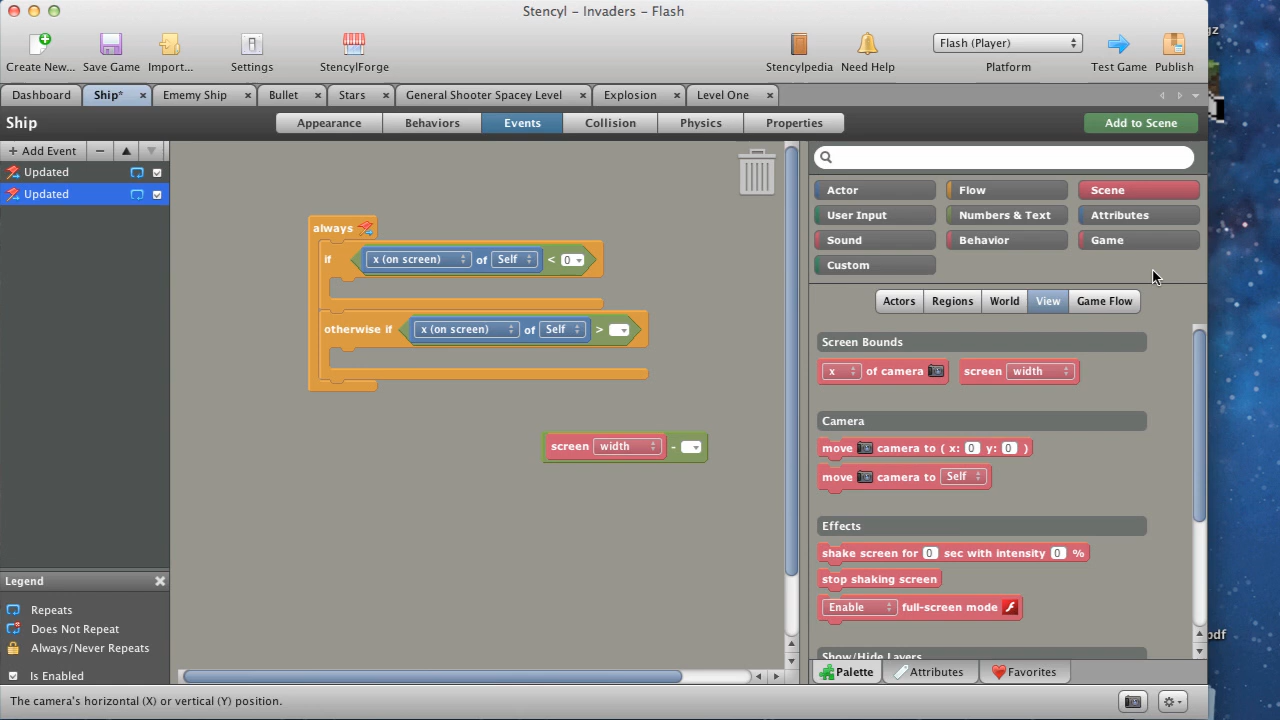 Stencyl – Invaders – Flash
Create New...
Save Game
Import...
Settings
StencylForge
Stencylpedia
Need Help
Flash (Player)
Platform
Test Game
Publish
Dashboard
Ship*
Ememy Ship
Bullet
Stars
General Shooter Spacey Level
Explosion
Level One
Ship
Appearance
Behaviors
Events
Collision
Physics
Properties
Add to Scene
+ Add Event
Updated
Updated
always
if x (on screen) of Self < 0
otherwise if x (on screen) of Self >
screen width -
Actor
Flow
Scene
User Input
Numbers & Text
Attributes
Sound
Behavior
Game
Custom
Actors
Regions
World
View
Game Flow
Screen Bounds
x of camera
screen width
Camera
move camera to ( x: 0 y: 0 )
move camera to Self
Effects
shake screen for 0 sec with intensity 0 %
stop shaking screen
Enable full-screen mode
Show/Hide Layers
Legend
Repeats
Does Not Repeat
Always/Never Repeats
Is Enabled
Palette
Attributes
Favorites
The camera's horizontal (X) or vertical (Y) position.
gz
pdf